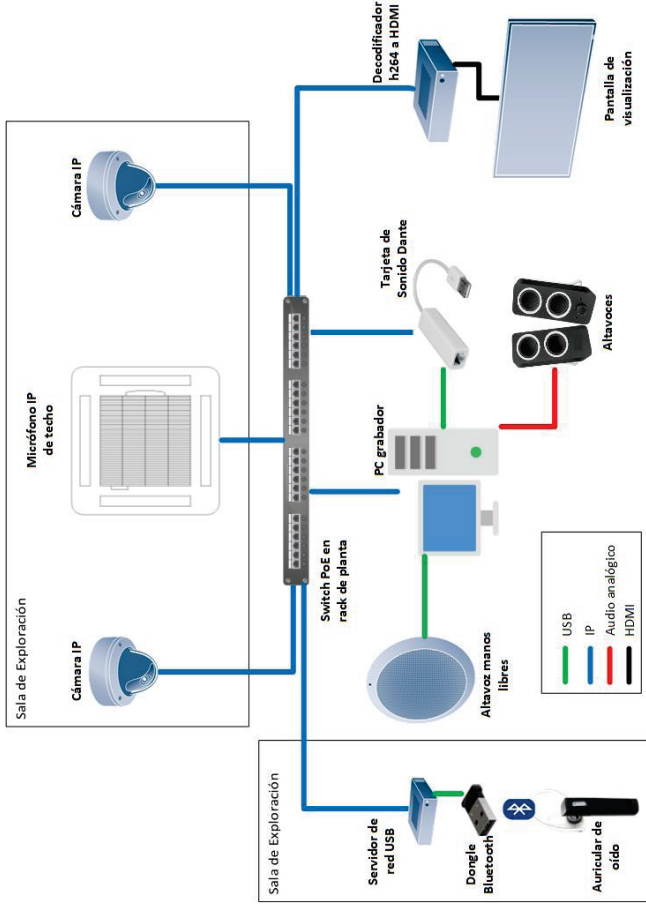 Sala de Exploración
Cámara IP
Micrófono IP
de techo
Cámara IP
Switch PoE en
rack de planta
Decodificador
h264 a HDMI
Pantalla de
visualización
Tarjeta de
Sonido Dante
PC grabador
Altavoces
Altavoz manos
libres
Sala de Exploración
Servidor de
red USB
Dongle
Bluetooth
Auricular de
oído
USB
IP
Audio analógico
HDMI